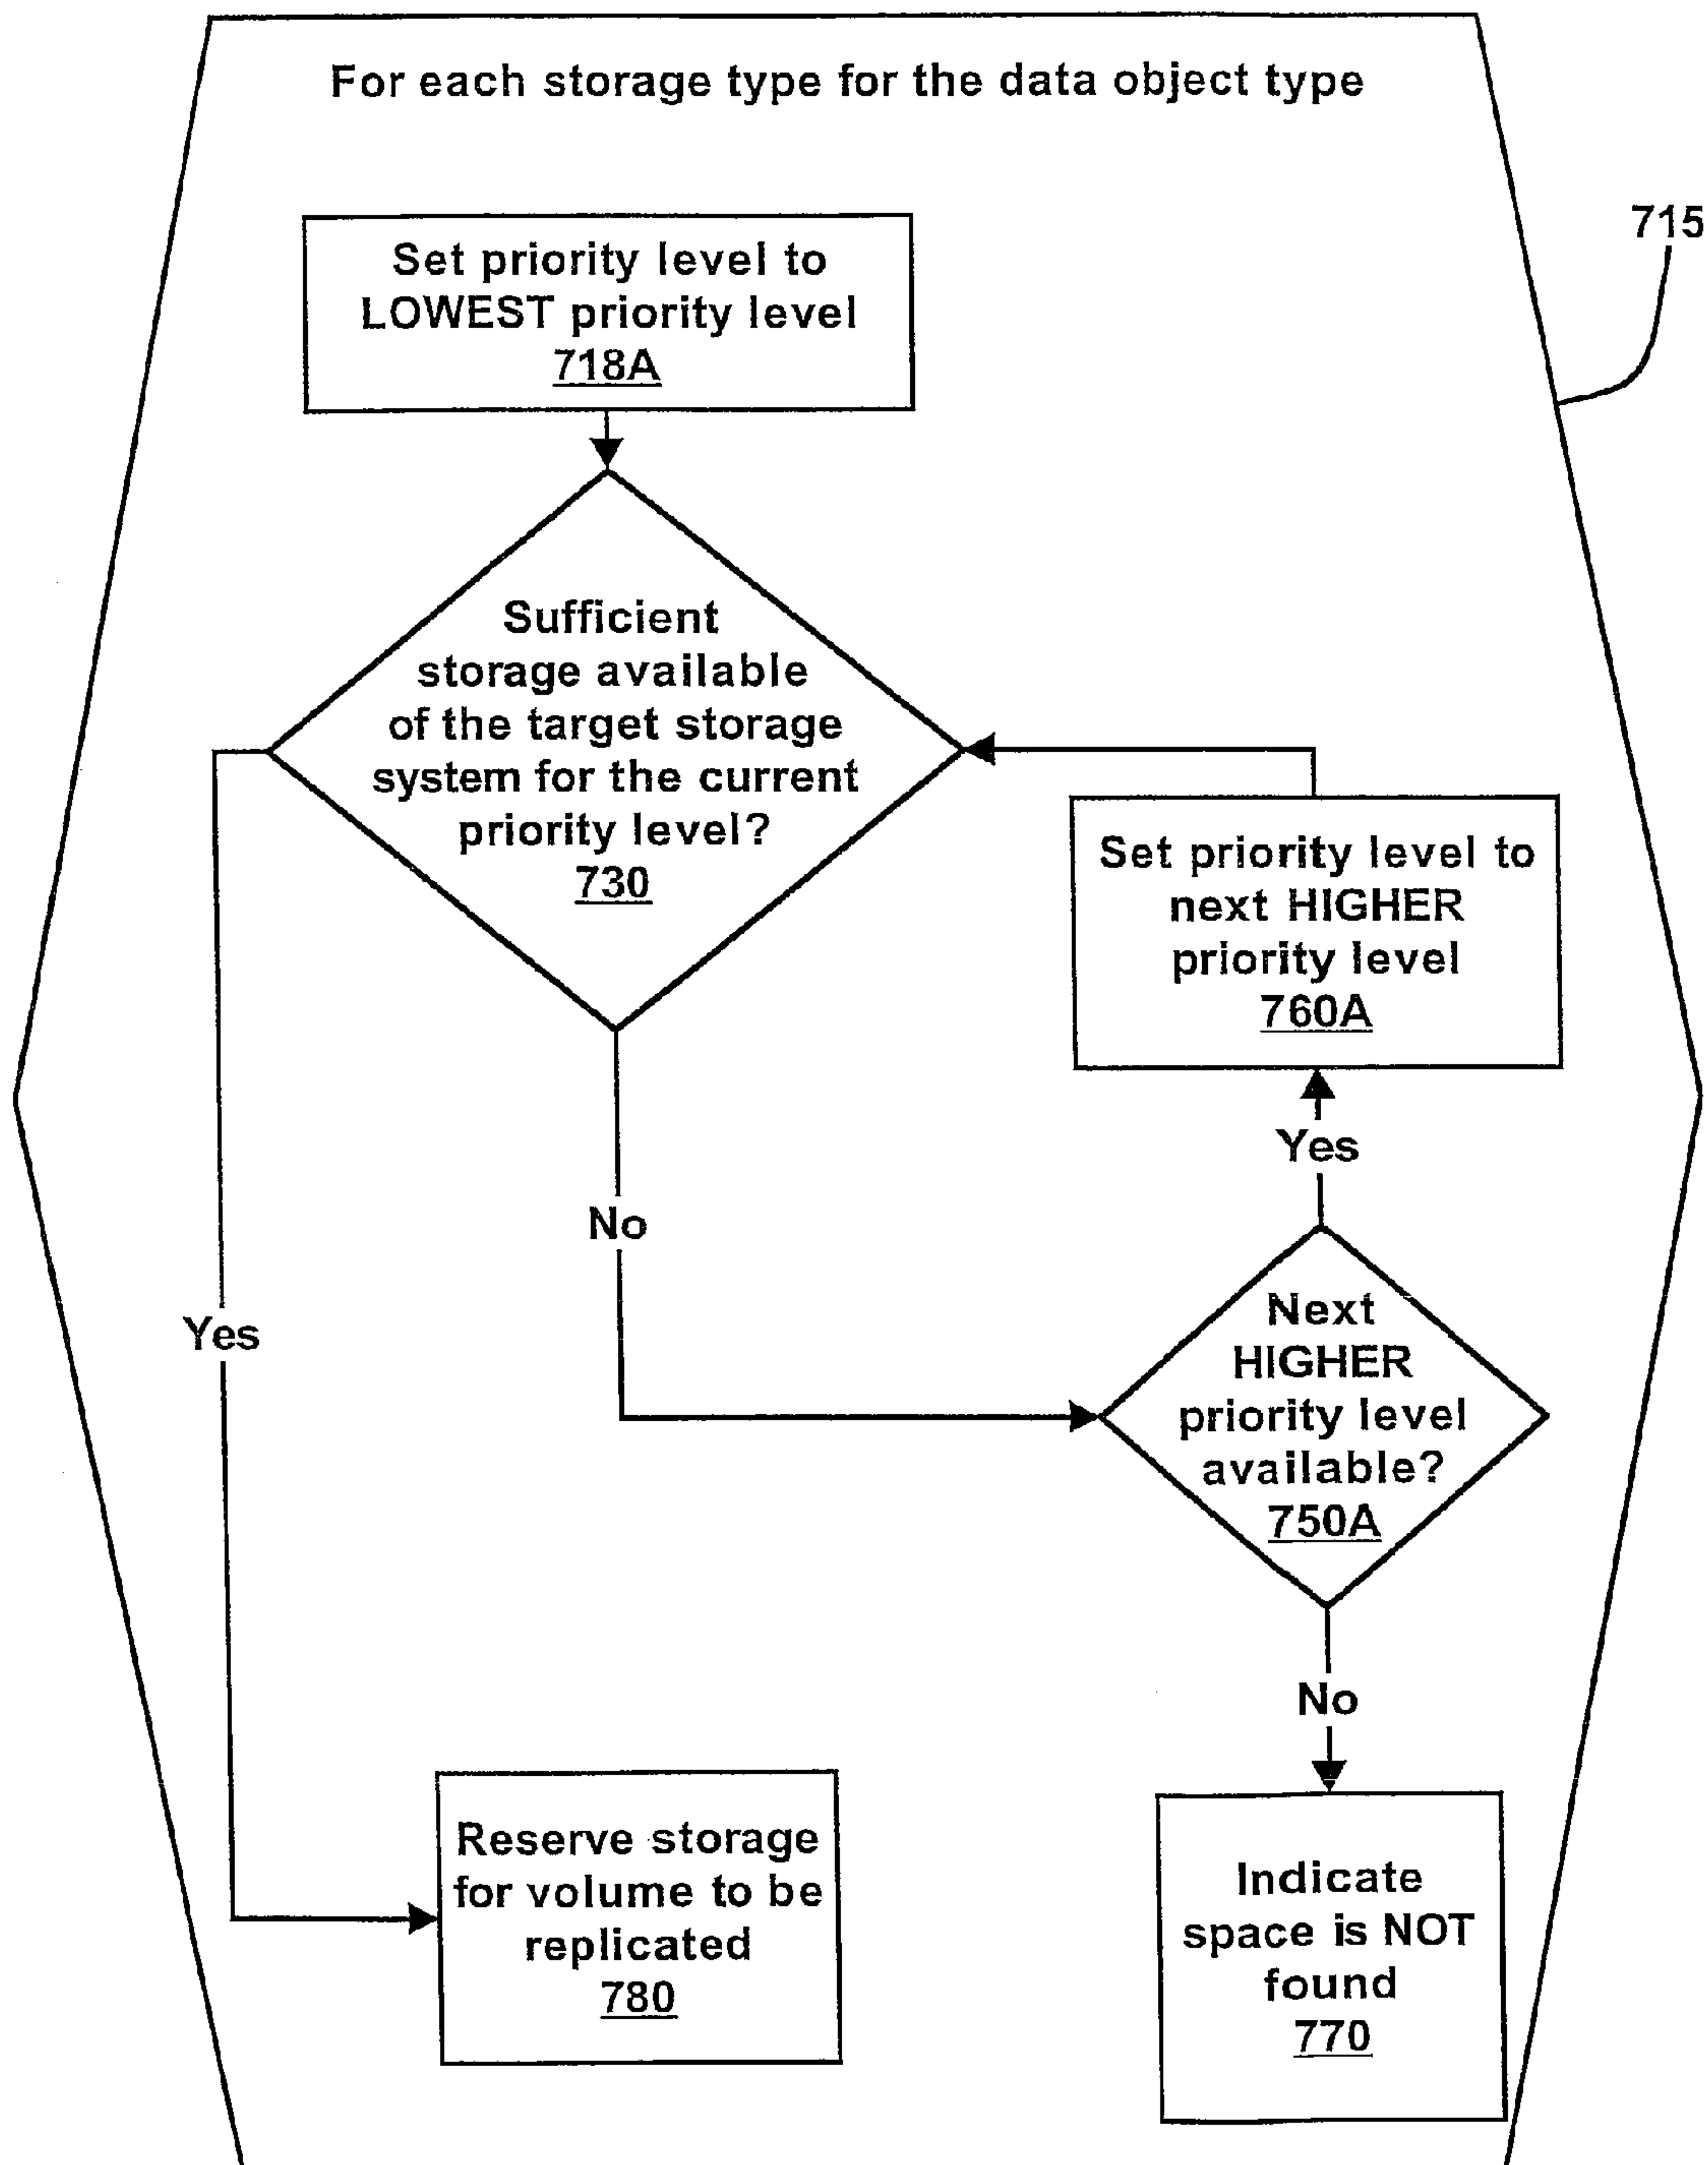 For each storage type for the data object type
715
Set priority level to
LOWEST priority level
718A
Sufficient
storage available
of the target storage
system for the current
priority level?
730
Set priority level to
next HIGHER
priority level
760A
Yes
No
Yes
Next
HIGHER
priority level
available?
750A
No
Reserve storage
for volume to be
replicated
780
Indicate
space is NOT
found
770